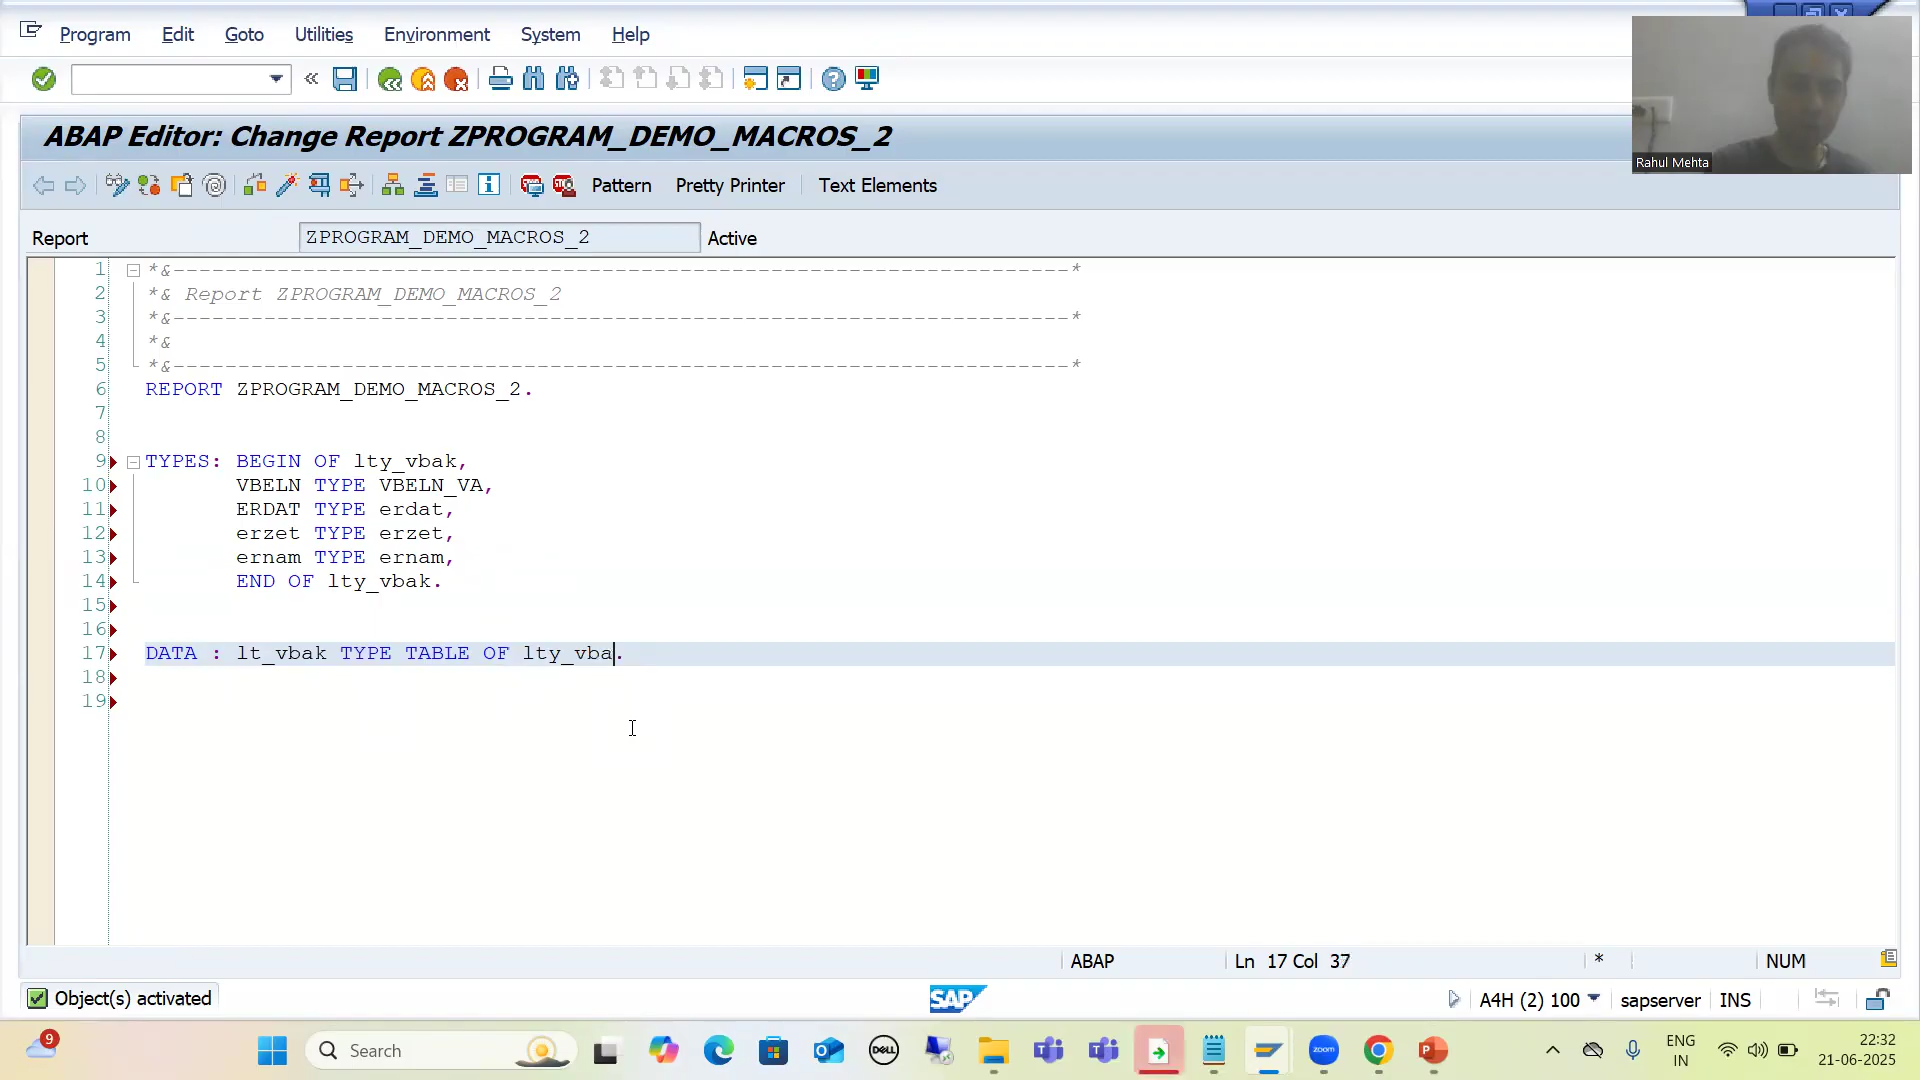 Program Edit Goto Utilities Environment System Help
Rahul Mehta
ABAP Editor: Change Report ZPROGRAM_DEMO_MACROS_2
Pattern Pretty Printer Text Elements
Report ZPROGRAM_DEMO_MACROS_2 Active
1 *&---------------------------------------------------------------------*
2 *& Report ZPROGRAM_DEMO_MACROS_2
3 *&---------------------------------------------------------------------*
4 *&
5 *&---------------------------------------------------------------------*
6 REPORT ZPROGRAM_DEMO_MACROS_2.
7
8
9 TYPES: BEGIN OF lty_vbak,
10 VBELN TYPE VBELN_VA,
11 ERDAT TYPE erdat,
12 erzet TYPE erzet,
13 ernam TYPE ernam,
14 END OF lty_vbak.
15
16
17 DATA : lt_vbak TYPE TABLE OF lty_vba.
18
19
ABAP Ln 17 Col 37 * NUM
Object(s) activated SAP A4H (2) 100 sapserver INS
9 Search DELL zoom ENG IN 22:32 21-06-2025